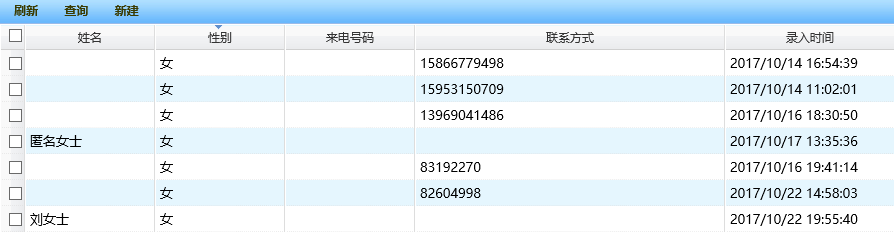 刷新 查询 新建
姓名 性别 来电号码 联系方式 录入时间
女 15866779498 2017/10/14 16:54:39
女 15953150709 2017/10/14 11:02:01
女 13969041486 2017/10/16 18:30:50
匿名女士 女 2017/10/17 13:35:36
女 83192270 2017/10/16 19:41:14
女 82604998 2017/10/22 14:58:03
刘女士 女 2017/10/22 19:55:40